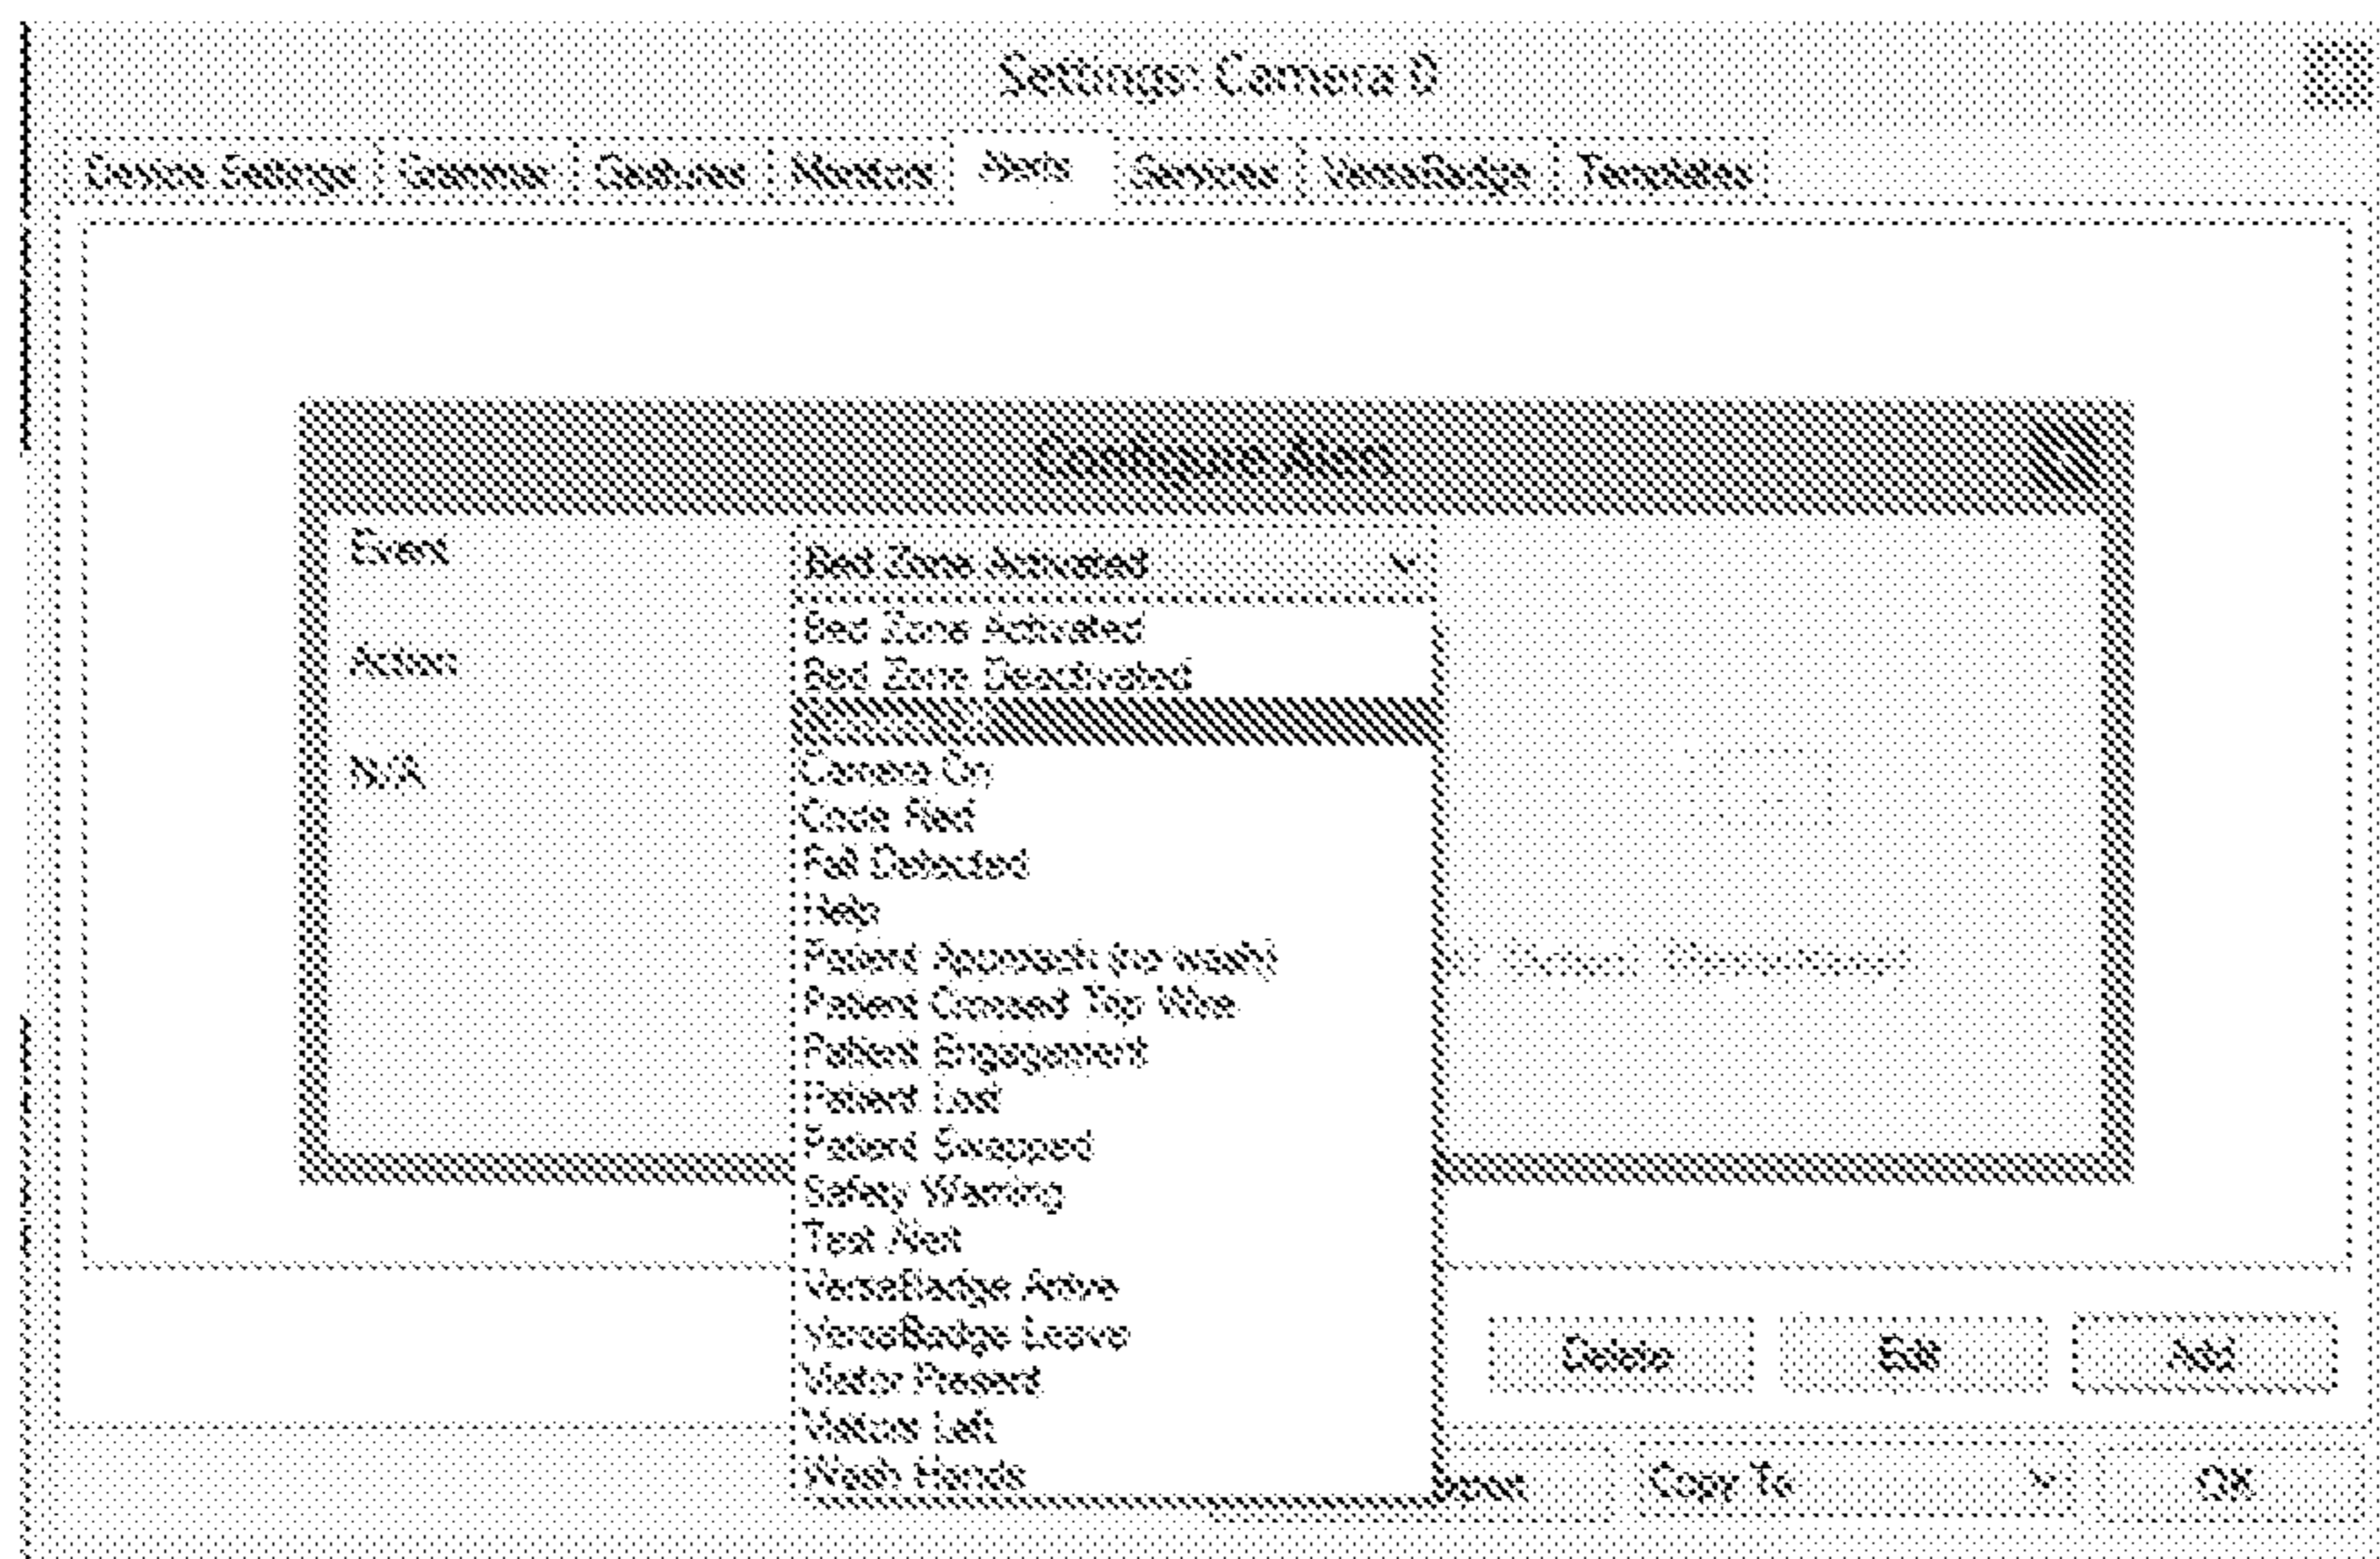 Settings: Camera 0
Device Settings Grammar Gestures Monitors Alerts Services VersaBadge Templates
Configure Alert
Event
Bed Zone Activated
Bed Zone Activated
Action
Bed Zone Deactivated
N/A
Camera On
Code Red
Fall Detected
Help
Patient Approach (no wash)
Patient Crossed Trip Wire
Patient Engagement
Patient Lost
Patient Swapped
Safety Warning
Test Alert
VersaBadge Arrive
VersaBadge Leave
Visitor Present
Visitors Left
Wash Hands
Delete Edit Add
Copy To OK